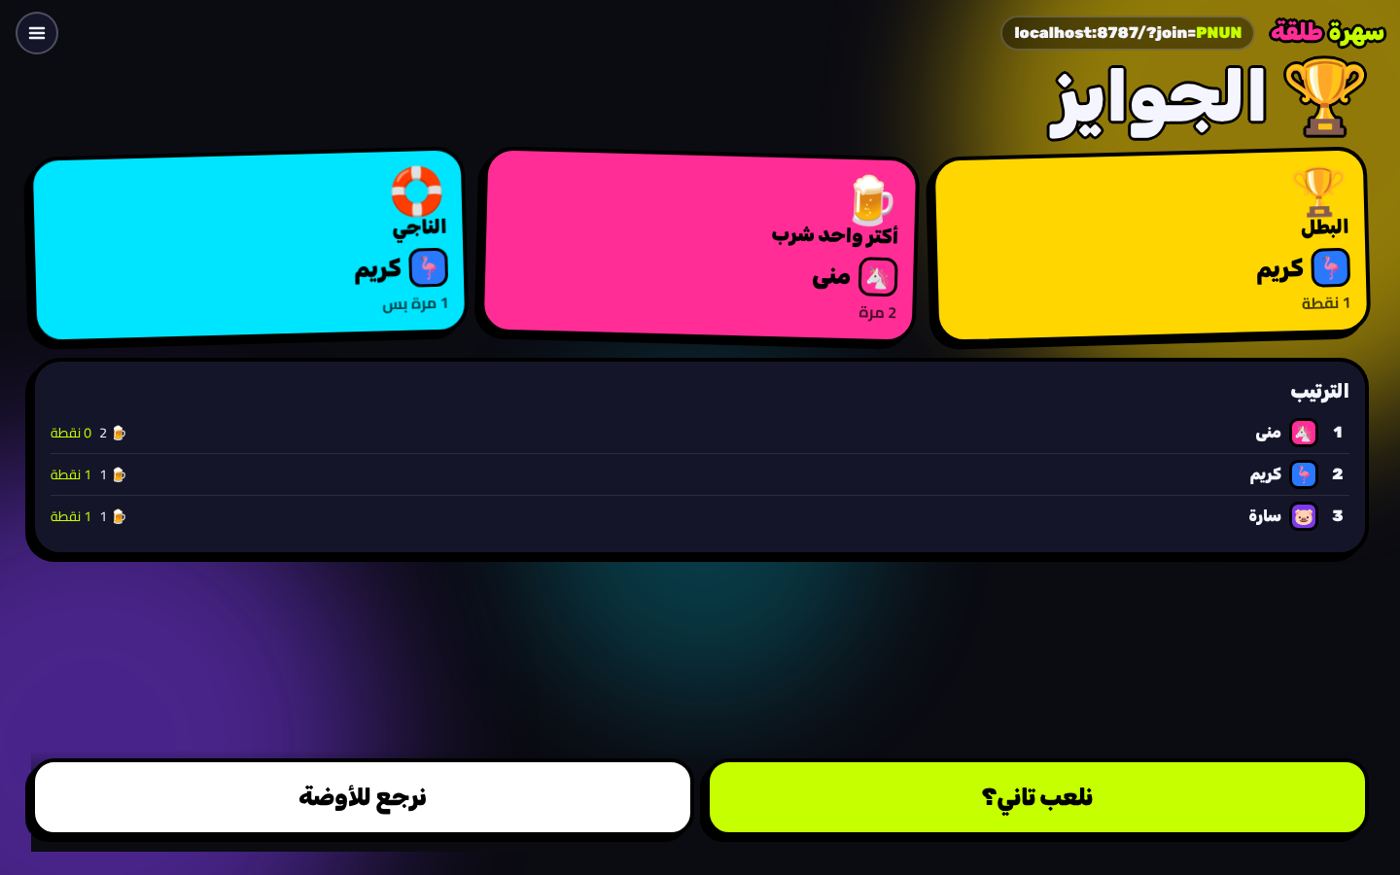 سهرة طلقة
localhost:8787/?join=PNUN
الجوايز
البطل
كريم
1 نقطة
أكتر واحد شرب
منى
2 مرة
الناجي
كريم
1 مرة بس
الترتيب
1 منى 2 0 نقطة
2 كريم 1 1 نقطة
3 سارة 1 1 نقطة
نلعب تاني؟
نرجع للأوضة